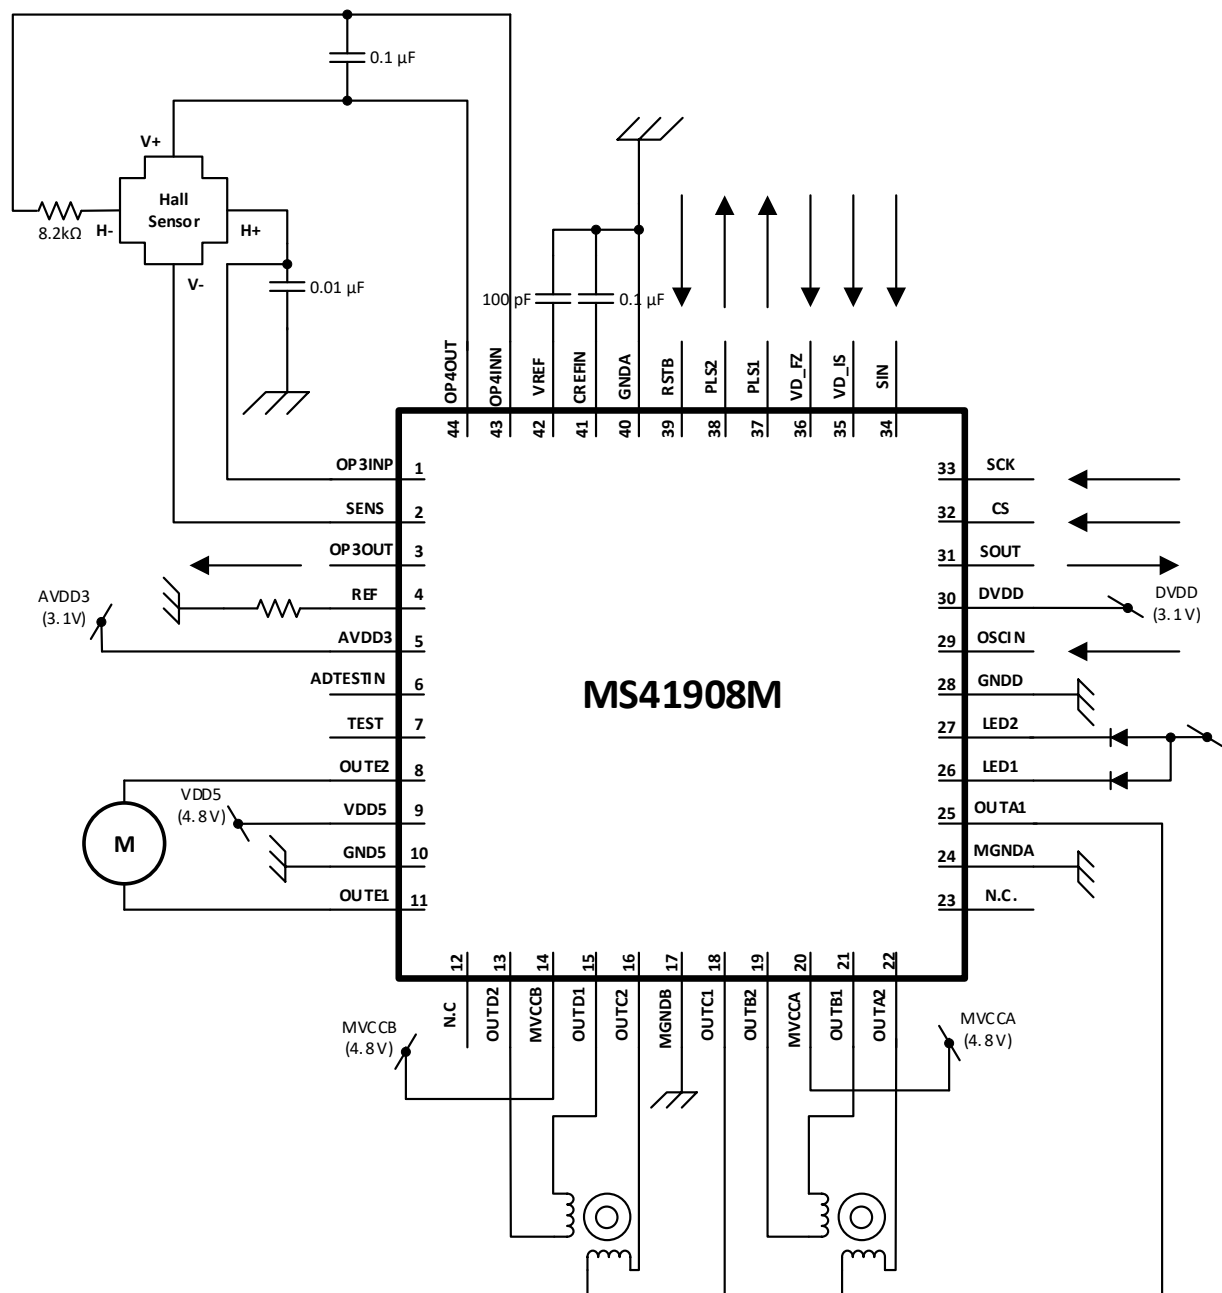 0.1 µF
V+
Hall
Sensor
8.2kΩ
H-
H+
V-
0.01 µF
100 pF
0.1 µF
OP4OUT
OP4INN
VREF
CREFIN
GNDA
RSTB
PLS2
PLS1
VD_FZ
VD_IS
SIN
44
43
42
41
40
39
38
37
36
35
34
OP3INP
1
SENS
2
OP3OUT
3
REF
4
AVDD3
(3.1V)
AVDD3
5
ADTESTIN
6
TEST
7
OUTE2
8
VDD5
(4.8V)
VDD5
9
GND5
10
OUTE1
11
M
MS41908M
33
SCK
32
CS
31
SOUT
30
DVDD
DVDD
(3.1V)
29
OSCIN
28
GNDD
27
LED2
26
LED1
25
OUTA1
24
MGNDA
23
N.C.
12
13
14
15
16
17
18
19
20
21
22
N.C
OUTD2
MVCCB
OUTD1
OUTC2
MGNDB
OUTC1
OUTB2
MVCCA
OUTB1
OUTA2
MVCCB
(4.8V)
MVCCA
(4.8V)